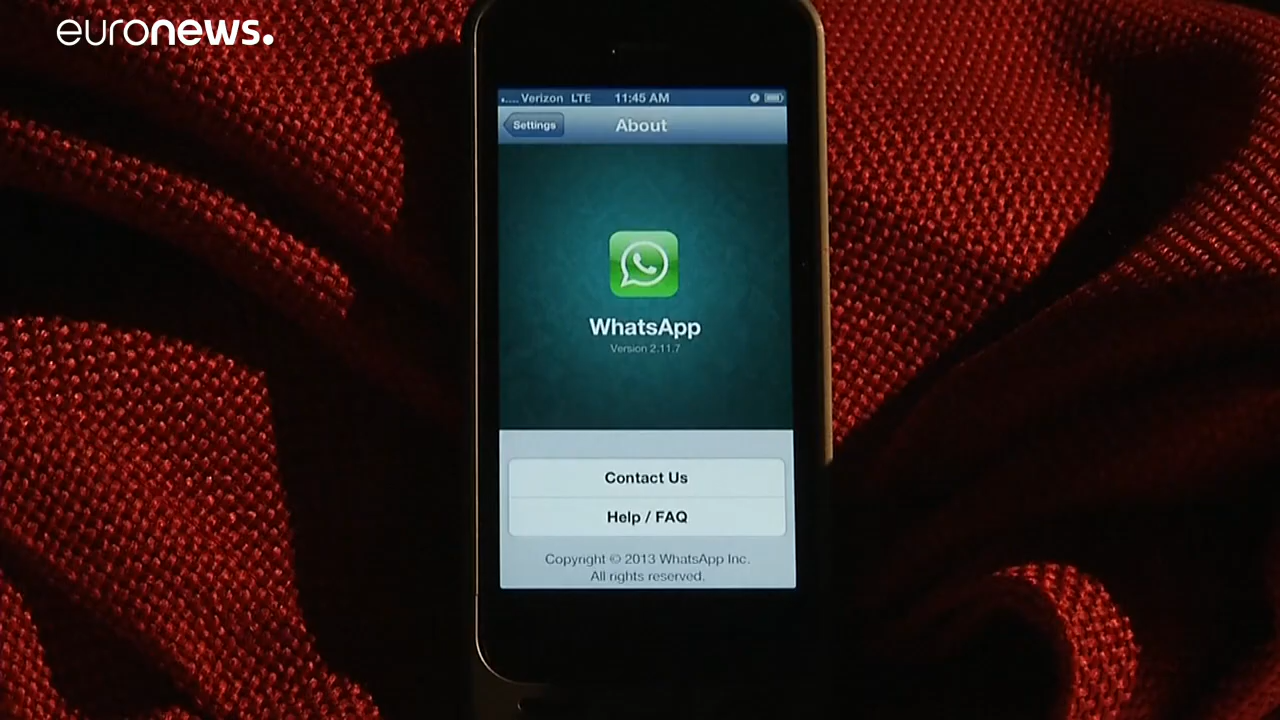 euronews.
Verizon LTE 11:45 AM
Settings
About
WhatsApp
Version 2.11.7
Contact Us
Help / FAQ
Copyright © 2013 WhatsApp Inc.
All rights reserved.